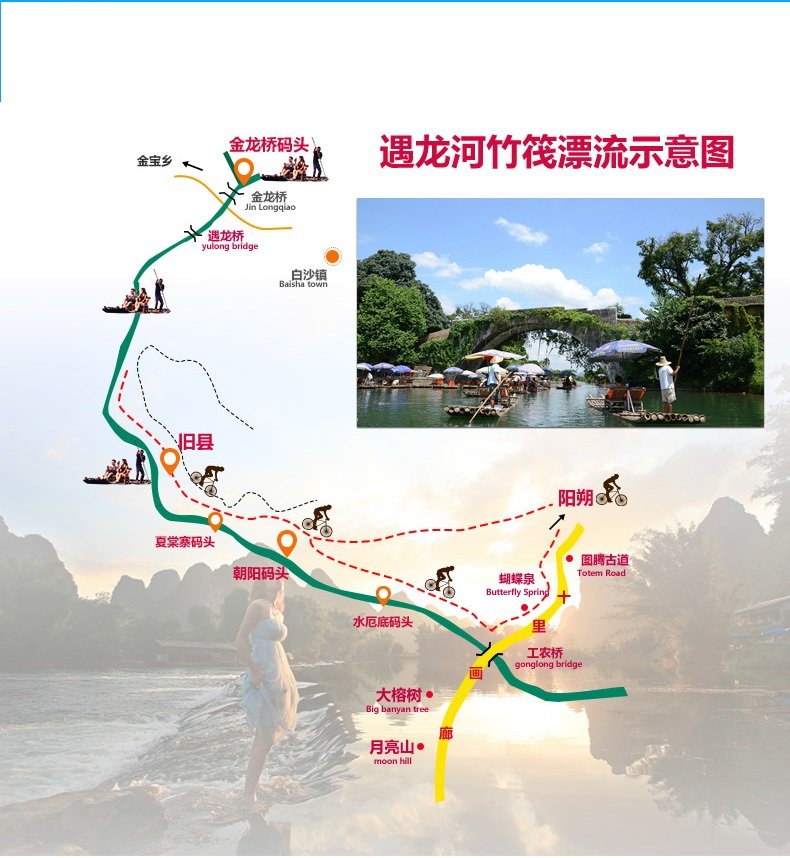 遇龙河竹筏漂流示意图
金龙桥码头
金宝乡
金龙桥
Jin Longqiao
遇龙桥
yulong bridge
白沙镇
Baisha town
旧县
阳朔
夏棠寨码头
朝阳码头
水厄底码头
蝴蝶泉
Butterfly Spring
图腾古道
Totem Road
十
里
画
廊
工农桥
gonglong bridge
大榕树
Big banyan tree
月亮山
moon hill